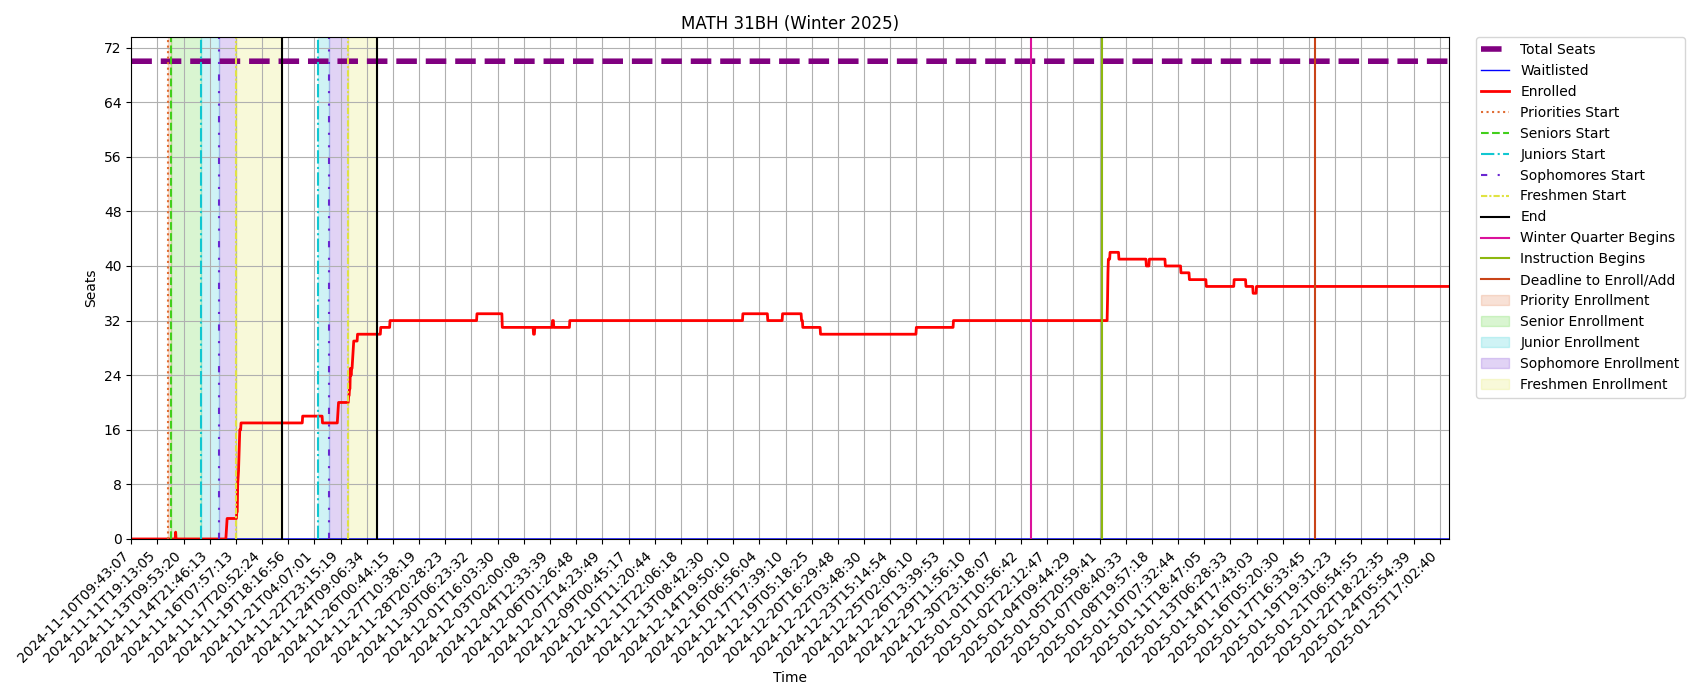 MATH 31BH (Winter 2025)
72
64
56
48
40
32
24
16
8
0
Seats
2024-11-10T09:43:07
2024-11-11T19:13:05
2024-11-13T09:53:20
2024-11-14T21:46:13
2024-11-16T07:57:13
2024-11-17T20:52:24
2024-11-19T18:16:56
2024-11-21T04:07:01
2024-11-22T23:15:19
2024-11-24T09:06:34
2024-11-26T00:44:15
2024-11-27T10:38:19
2024-11-28T20:28:23
2024-11-30T06:23:32
2024-12-01T16:03:30
2024-12-03T02:00:08
2024-12-04T12:33:39
2024-12-06T01:26:48
2024-12-07T14:23:49
2024-12-09T00:45:17
2024-12-10T11:20:44
2024-12-11T22:06:18
2024-12-13T08:42:30
2024-12-14T19:50:10
2024-12-16T06:56:04
2024-12-17T17:39:10
2024-12-19T05:18:25
2024-12-20T16:29:48
2024-12-22T03:48:30
2024-12-23T15:14:54
2024-12-25T02:06:10
2024-12-26T13:39:53
2024-12-29T11:56:10
2024-12-30T23:18:07
2025-01-01T10:56:42
2025-01-02T22:12:47
2025-01-04T09:44:29
2025-01-05T20:59:41
2025-01-07T08:40:33
2025-01-08T19:57:18
2025-01-10T07:32:44
2025-01-11T18:47:05
2025-01-13T06:28:33
2025-01-14T17:43:03
2025-01-16T05:20:30
2025-01-17T16:33:45
2025-01-19T19:31:23
2025-01-21T06:54:55
2025-01-22T18:22:35
2025-01-24T05:54:39
2025-01-25T17:02:40
Time
Total Seats
Waitlisted
Enrolled
Priorities Start
Seniors Start
Juniors Start
Sophomores Start
Freshmen Start
End
Winter Quarter Begins
Instruction Begins
Deadline to Enroll/Add
Priority Enrollment
Senior Enrollment
Junior Enrollment
Sophomore Enrollment
Freshmen Enrollment